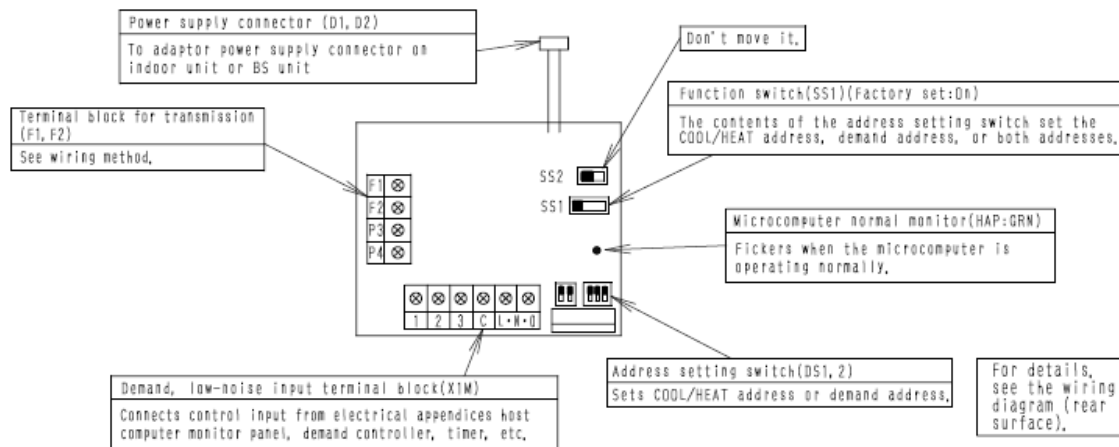 Power supply connector (D1,D2)
To adaptor power supply connector on
indoor unit or BS unit
Don't move it.
Function switch(SS1)(Factory set:On)
The contents of the address setting switch set the
COOL/HEAT address, demand address, or both addresses.
Terminal block for transmission
(F1,F2)
See wiring method.
SS2
SS1
F1
F2
P3
P4
Microcomputer normal monitor(HAP:GRN)
Fickers when the microcomputer is
operating normally.
1 2 3 C L・N・O
Address setting switch(DS1,2)
Sets COOL/HEAT address or demand address.
Demand, low-noise input terminal block(X1M)
Connects control input from electrical appendices host
computer monitor panel, demand controller, timer, etc.
For details,
see the wiring
diagram (rear
surface).